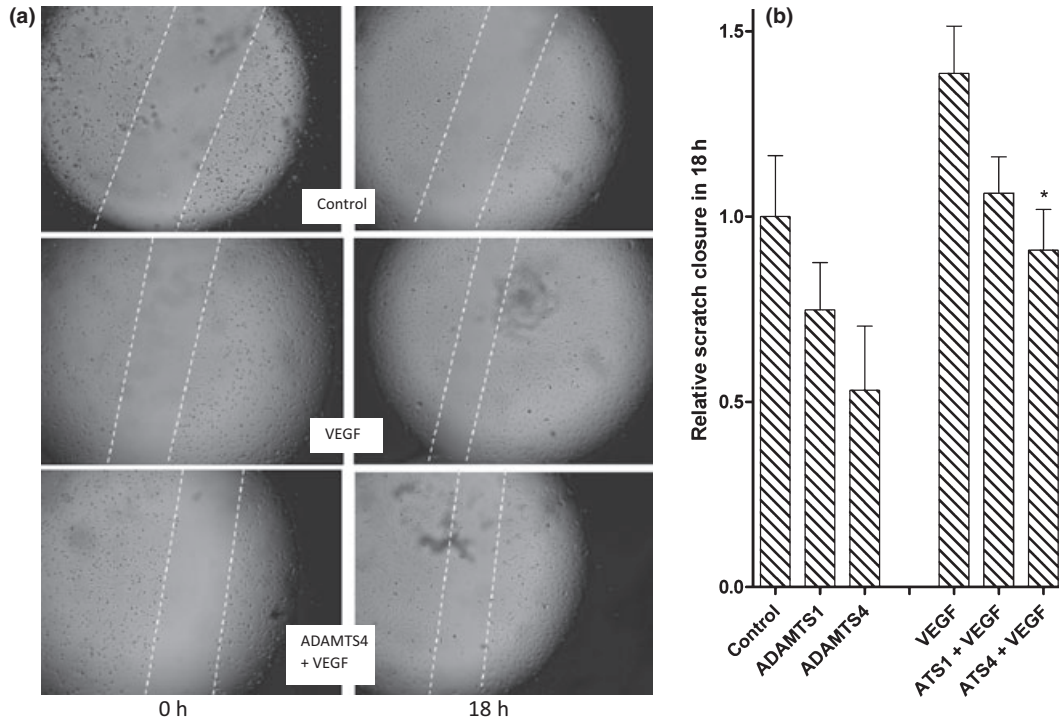 (a)
Control
VEGF
ADAMTS4
+ VEGF
0 h
18 h
(b)
Relative scratch closure in 18 h
1.5
1.0
0.5
0.0
Control
ADAMTS1
ADAMTS4
VEGF
ATS1 + VEGF
ATS4 + VEGF
*